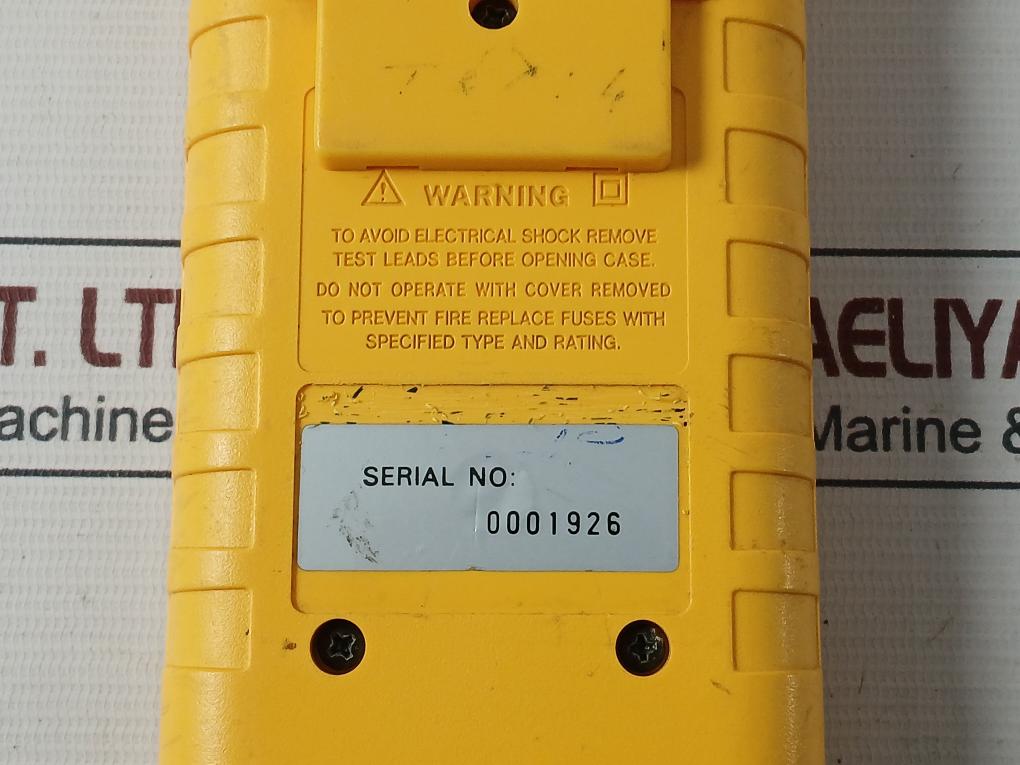 WARNING
TO AVOID ELECTRICAL SHOCK REMOVE
TEST LEADS BEFORE OPENING CASE.
DO NOT OPERATE WITH COVER REMOVED
TO PREVENT FIRE REPLACE FUSES WITH
SPECIFIED TYPE AND RATING.
SERIAL NO:
0001926
T. LT
AELIYA
achine
Marine &